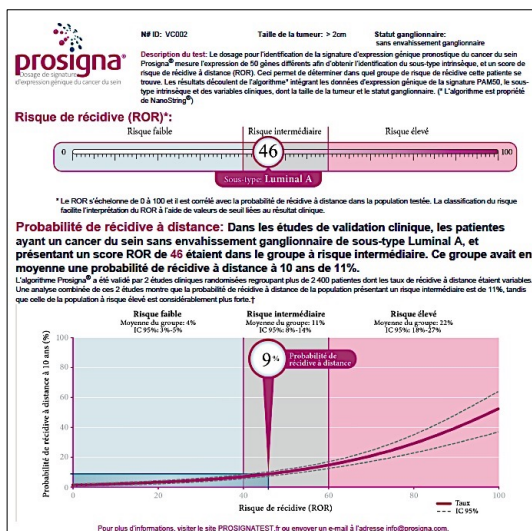 prosigna®
Dosage de signature
d'expression génique du cancer du sein
N# ID: VC002 Taille de la tumeur: > 2cm Statut ganglionnaire:
sans envahissement ganglionnaire
Description du test: Le dosage pour l'identification de la signature d'expression génique pronostique du cancer du sein
Prosigna® mesure l'expression de 50 gènes différents afin d'obtenir l'identification du sous-type intrinsèque, et un score de
risque de récidive à distance (ROR). Ceci permet de déterminer dans quel groupe de risque de récidive cette patiente se
trouve. Les résultats découlent de l'algorithme* intégrant les données d'expression génique de la signature PAM50, le sous-
type intrinsèque et des variables cliniques, dont la taille de la tumeur et le statut ganglionnaire. (* L'algorithme est propriété
de NanoString®)
Risque de récidive (ROR)*:
Risque faible Risque intermédiaire Risque élevé
0 46 100
Sous-type: Luminal A
* Le ROR s'échelonne de 0 à 100 et il est corrélé avec la probabilité de récidive à distance dans la population testée. La classification du risque
facilite l'interprétation du ROR à l'aide de valeurs de seuil liées au résultat clinique.
Probabilité de récidive à distance: Dans les études de validation clinique, les patientes
ayant un cancer du sein sans envahissement ganglionnaire de sous-type Luminal A, et
présentant un score ROR de 46 étaient dans le groupe à risque intermédiaire. Ce groupe avait en
moyenne une probabilité de récidive à distance à 10 ans de 11%.
L'algorithme Prosigna® a été validé par 2 études cliniques randomisées regroupant plus de 2 400 patientes dont les taux de récidive à distance étaient variables.
Une analyse combinée de ces 2 études montre que la probabilité de récidive à distance de la population présentant un risque intermédiaire est de 11%, tandis
que celle de la population à risque élevé est considérablement plus forte.†
Risque faible Risque intermédiaire Risque élevé
Moyenne du groupe: 4% Moyenne du groupe: 11% Moyenne du groupe: 22%
IC 95%: 3%-5% IC 95%: 8%-14% IC 95%: 18%-27%
9% Probabilité de
récidive à distance
Probabilité de récidive à distance à 10 ans (%)
100
80
60
40
20
0
0 20 40 60 80 100
Risque de récidive (ROR)
Taux
IC 95%
Pour plus d'informations, visiter le site PROSIGNATEST.fr ou envoyer un e-mail à l'adresse info@prosigna.com.